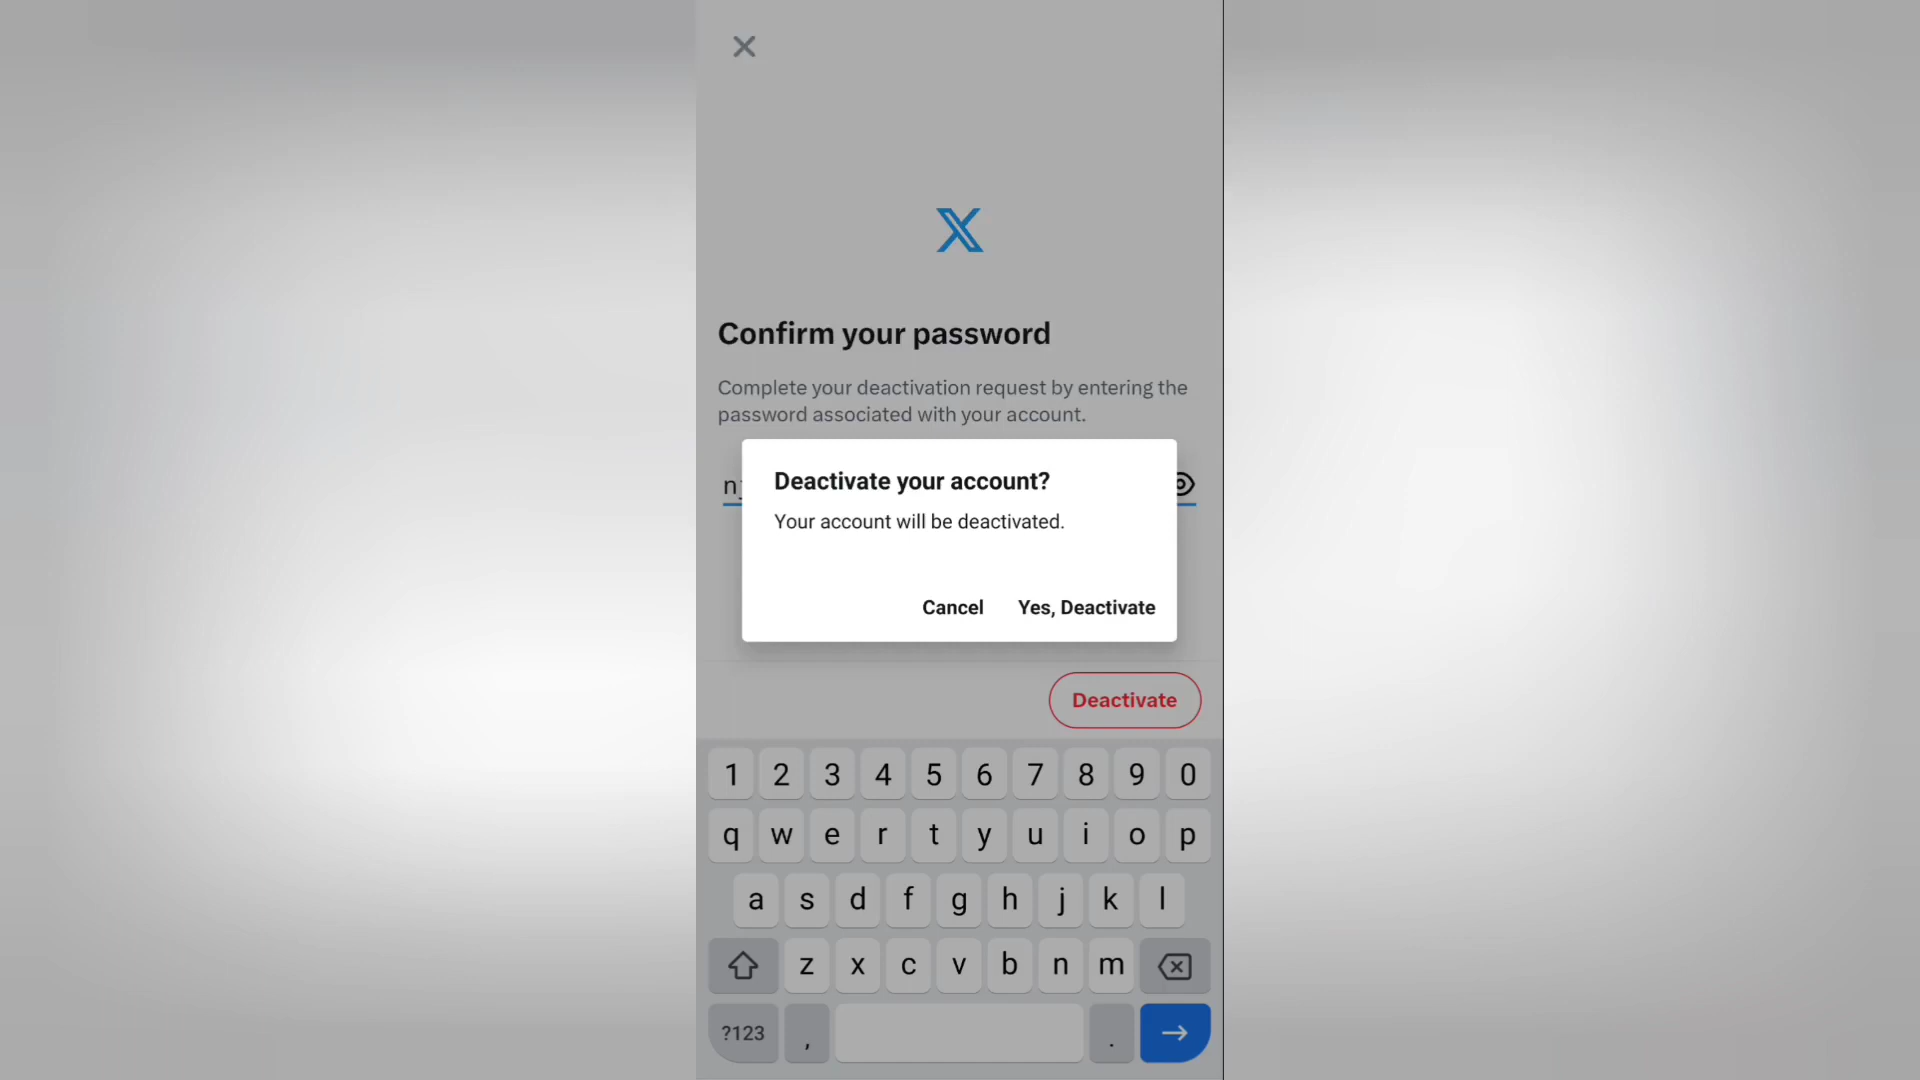 Confirm your password
Complete your deactivation request by entering the
password associated with your account.
Deactivate your account?
Your account will be deactivated.
Cancel Yes, Deactivate
Deactivate
1 2 3 4 5 6 7 8 9 0
q w e r t y u i o p
a s d f g h j k l
z x c v b n m
?123 , .